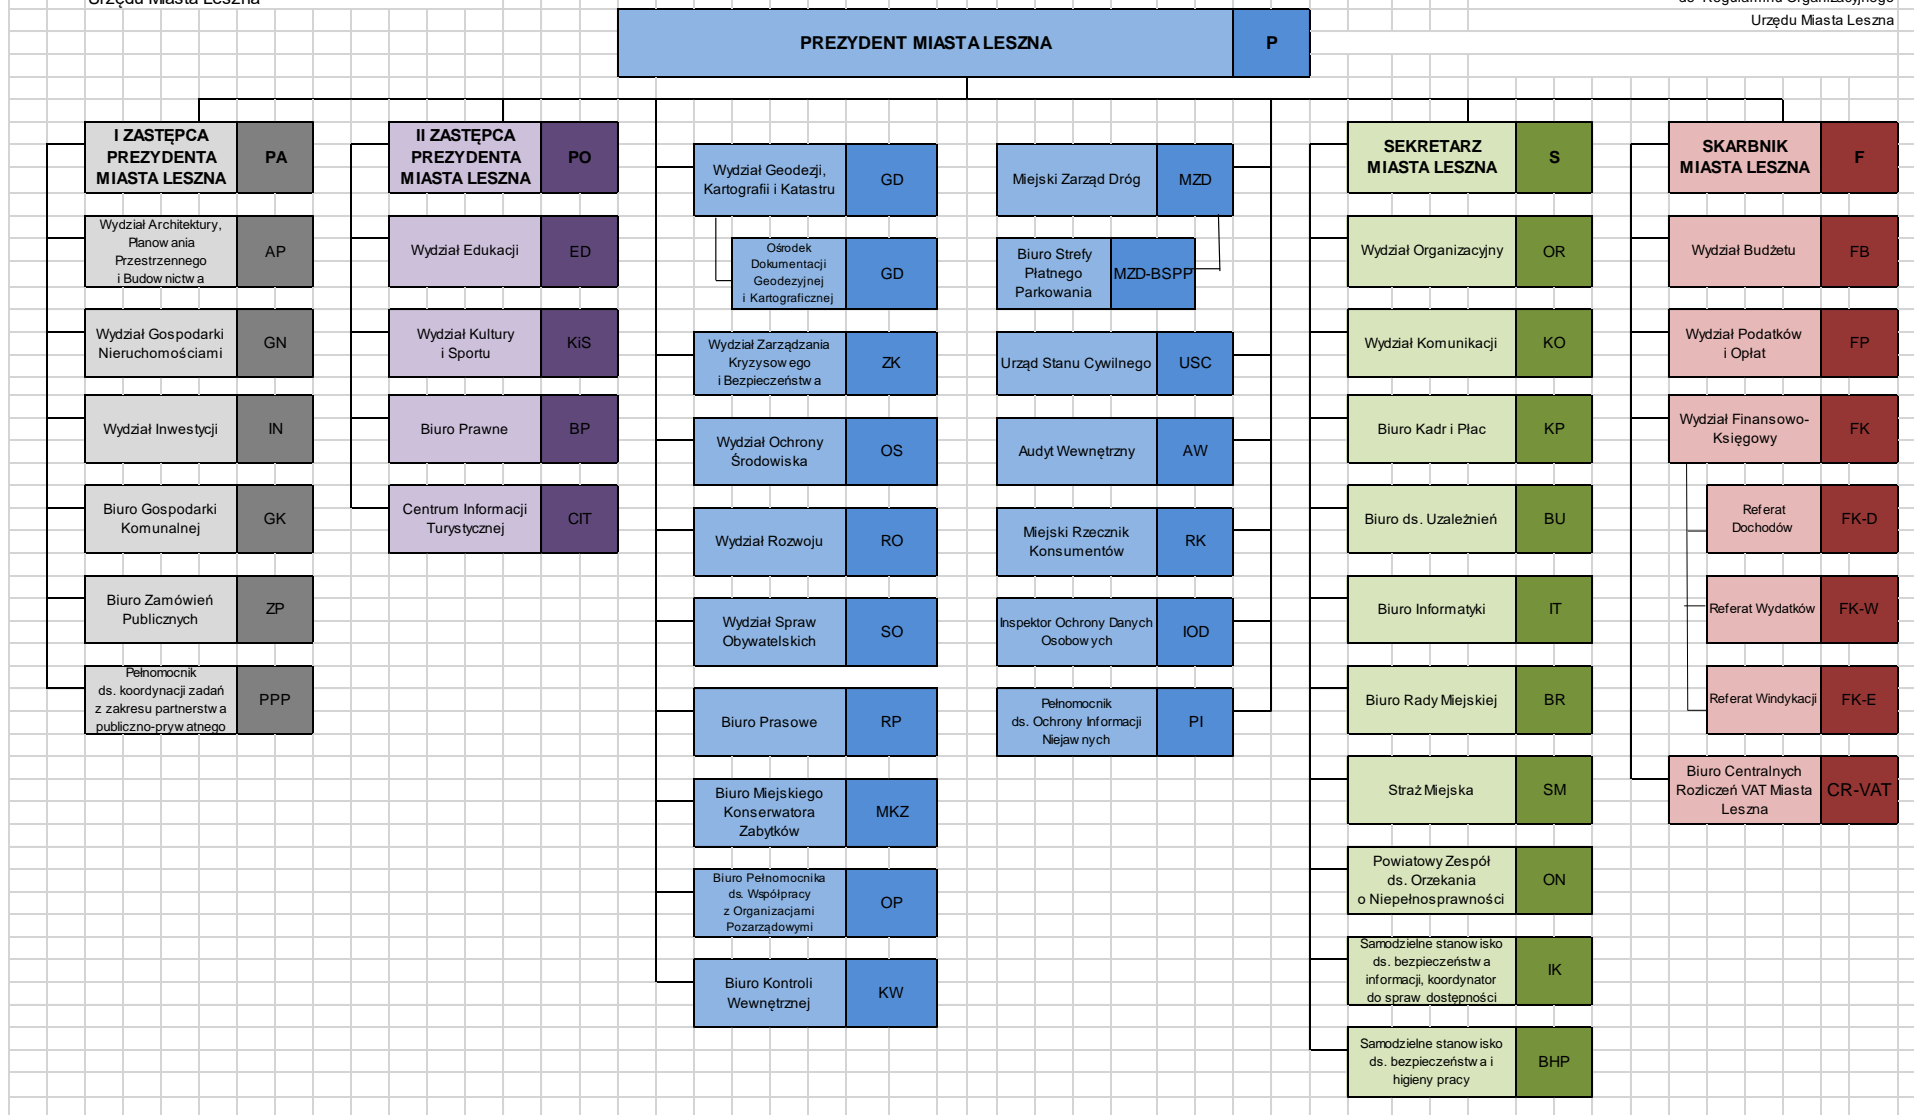 Urzędu Miasta Leszna
do Regulaminu Organizacyjnego
Urzędu Miasta Leszna
PREZYDENT MIASTA LESZNA
P
I ZASTĘPCA
PREZYDENTA
MIASTA LESZNA
PA
Wydział Architektury,
Planowania
Przestrzennego
i Budownictwa
AP
Wydział Gospodarki
Nieruchomościami
GN
Wydział Inwestycji
IN
Biuro Gospodarki
Komunalnej
GK
Biuro Zamówień
Publicznych
ZP
Pełnomocnik
ds. koordynacji zadań
z zakresu partnerstwa
publiczno-prywatnego
PPP
II ZASTĘPCA
PREZYDENTA
MIASTA LESZNA
PO
Wydział Edukacji
ED
Wydział Kultury
i Sportu
KiS
Biuro Prawne
BP
Centrum Informacji
Turystycznej
CIT
Wydział Geodezji,
Kartografii i Katastru
GD
Ośrodek
Dokumentacji
Geodezyjnej
i Kartograficznej
GD
Wydział Zarządzania
Kryzysowego
i Bezpieczeństwa
ZK
Wydział Ochrony
Środowiska
OS
Wydział Rozwoju
RO
Wydział Spraw
Obywatelskich
SO
Biuro Prasowe
RP
Biuro Miejskiego
Konserwatora
Zabytków
MKZ
Biuro Pełnomocnika
ds. Współpracy
z Organizacjami
Pozarządowymi
OP
Biuro Kontroli
Wewnętrznej
KW
Miejski Zarząd Dróg
MZD
Biuro Strefy
Płatnego
Parkowania
MZD-BSPP
Urząd Stanu Cywilnego
USC
Audyt Wewnętrzny
AW
Miejski Rzecznik
Konsumentów
RK
Inspektor Ochrony Danych
Osobowych
IOD
Pełnomocnik
ds. Ochrony Informacji
Niejawnych
PI
SEKRETARZ
MIASTA LESZNA
S
Wydział Organizacyjny
OR
Wydział Komunikacji
KO
Biuro Kadr i Płac
KP
Biuro ds. Uzależnień
BU
Biuro Informatyki
IT
Biuro Rady Miejskiej
BR
Straż Miejska
SM
Powiatowy Zespół
ds. Orzekania
o Niepełnosprawności
ON
Samodzielne stanowisko
ds. bezpieczeństwa
informacji, koordynator
do spraw dostępności
IK
Samodzielne stanowisko
ds. bezpieczeństwa i
higieny pracy
BHP
SKARBNIK
MIASTA LESZNA
F
Wydział Budżetu
FB
Wydział Podatków
i Opłat
FP
Wydział Finansowo-
Księgowy
FK
Referat
Dochodów
FK-D
Referat Wydatków
FK-W
Referat Windykacji
FK-E
Biuro Centralnych
Rozliczeń VAT Miasta
Leszna
CR-VAT